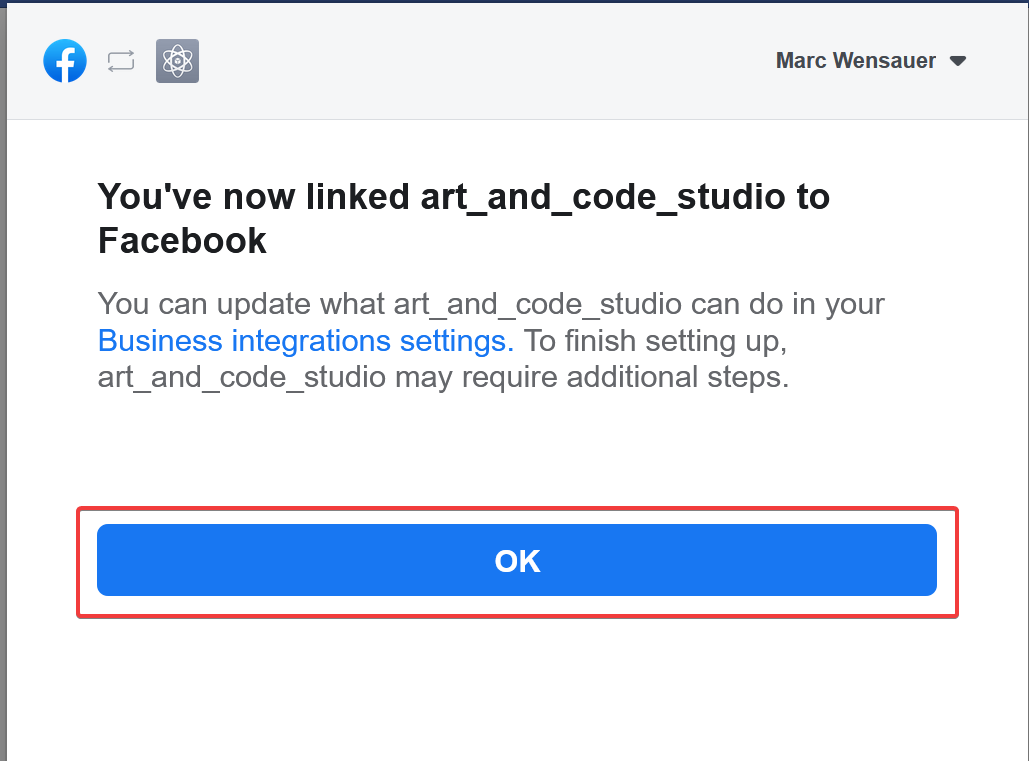 Marc Wensauer
You've now linked art_and_code_studio to
Facebook
You can update what art_and_code_studio can do in your
Business integrations settings. To finish setting up,
art_and_code_studio may require additional steps.
OK